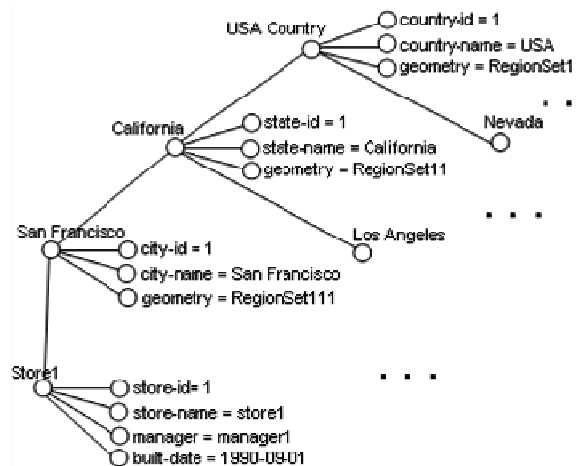 country-id = 1
USA Country
country-name = USA
geometry = RegionSet1
. .
California
state-id = 1
Nevada
state-name = California
geometry = RegionSet11
. . .
San Francisco
Los Angeles
city-id = 1
city-name = San Francisco
geometry = RegionSet111
Store1
. . .
store-id= 1
store-name = store1
manager = manager1
built-date = 1990-09-01